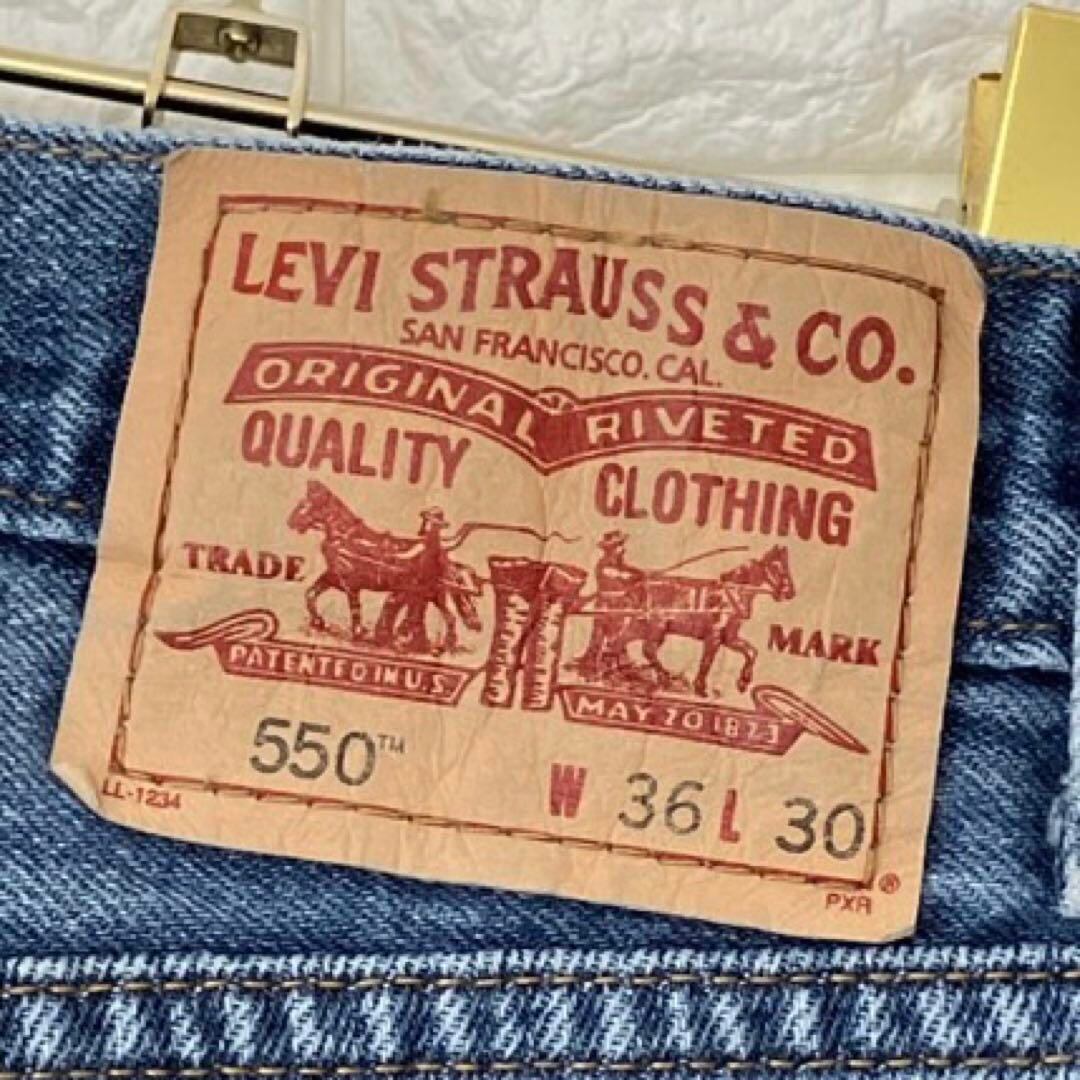 LEVI STRAUSS & CO.
SAN FRANCISCO. CAL.
ORIGINAL RIVETED
QUALITY CLOTHING
TRADE MARK
PATENTED IN U.S. MAY 20 1873
550™ W 36 L 30
LL-1234
PXR ®